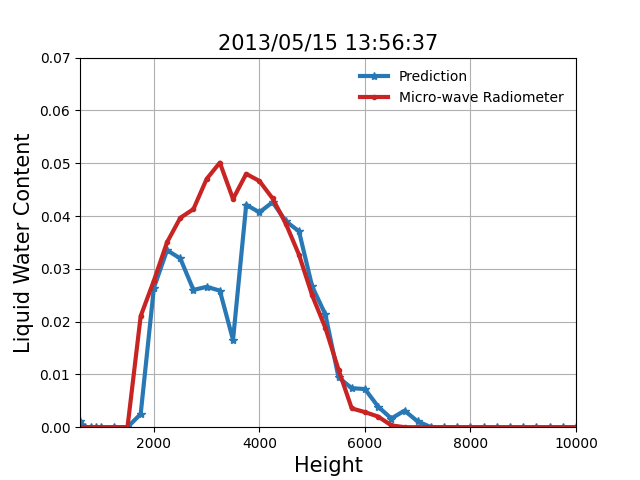 2013/05/15 13:56:37
Prediction
Micro-wave Radiometer
Liquid Water Content
0.07
0.06
0.05
0.04
0.03
0.02
0.01
0.00
2000 4000 6000 8000 10000
Height